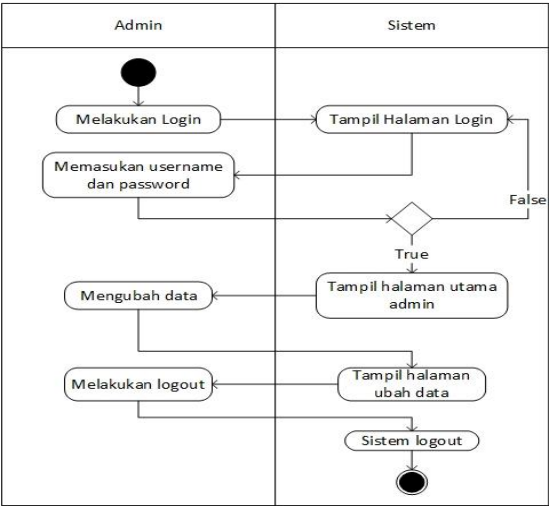 Admin
Sistem
Melakukan Login
Tampil Halaman Login
Memasukan username
dan password
False
True
Tampil halaman utama
admin
Mengubah data
Tampil halaman
ubah data
Melakukan logout
Sistem logout